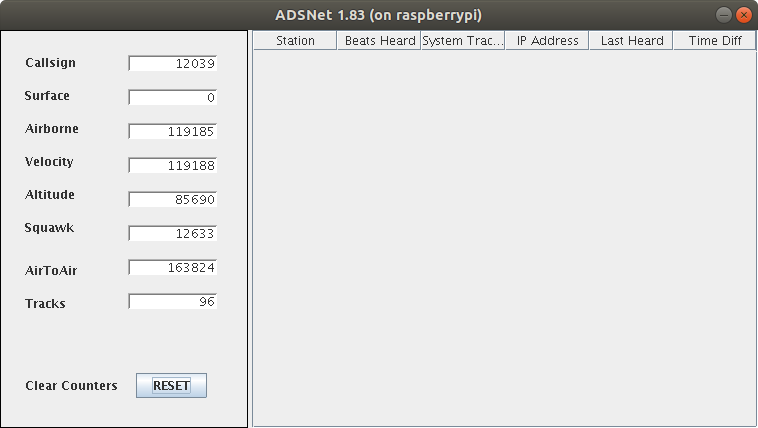 ADSNet 1.83 (on raspberrypi)
Station Beats Heard System Trac... IP Address Last Heard Time Diff
Callsign 12039
Surface 0
Airborne 119185
Velocity 119188
Altitude 85690
Squawk 12633
AirToAir 163824
Tracks 96
Clear Counters RESET